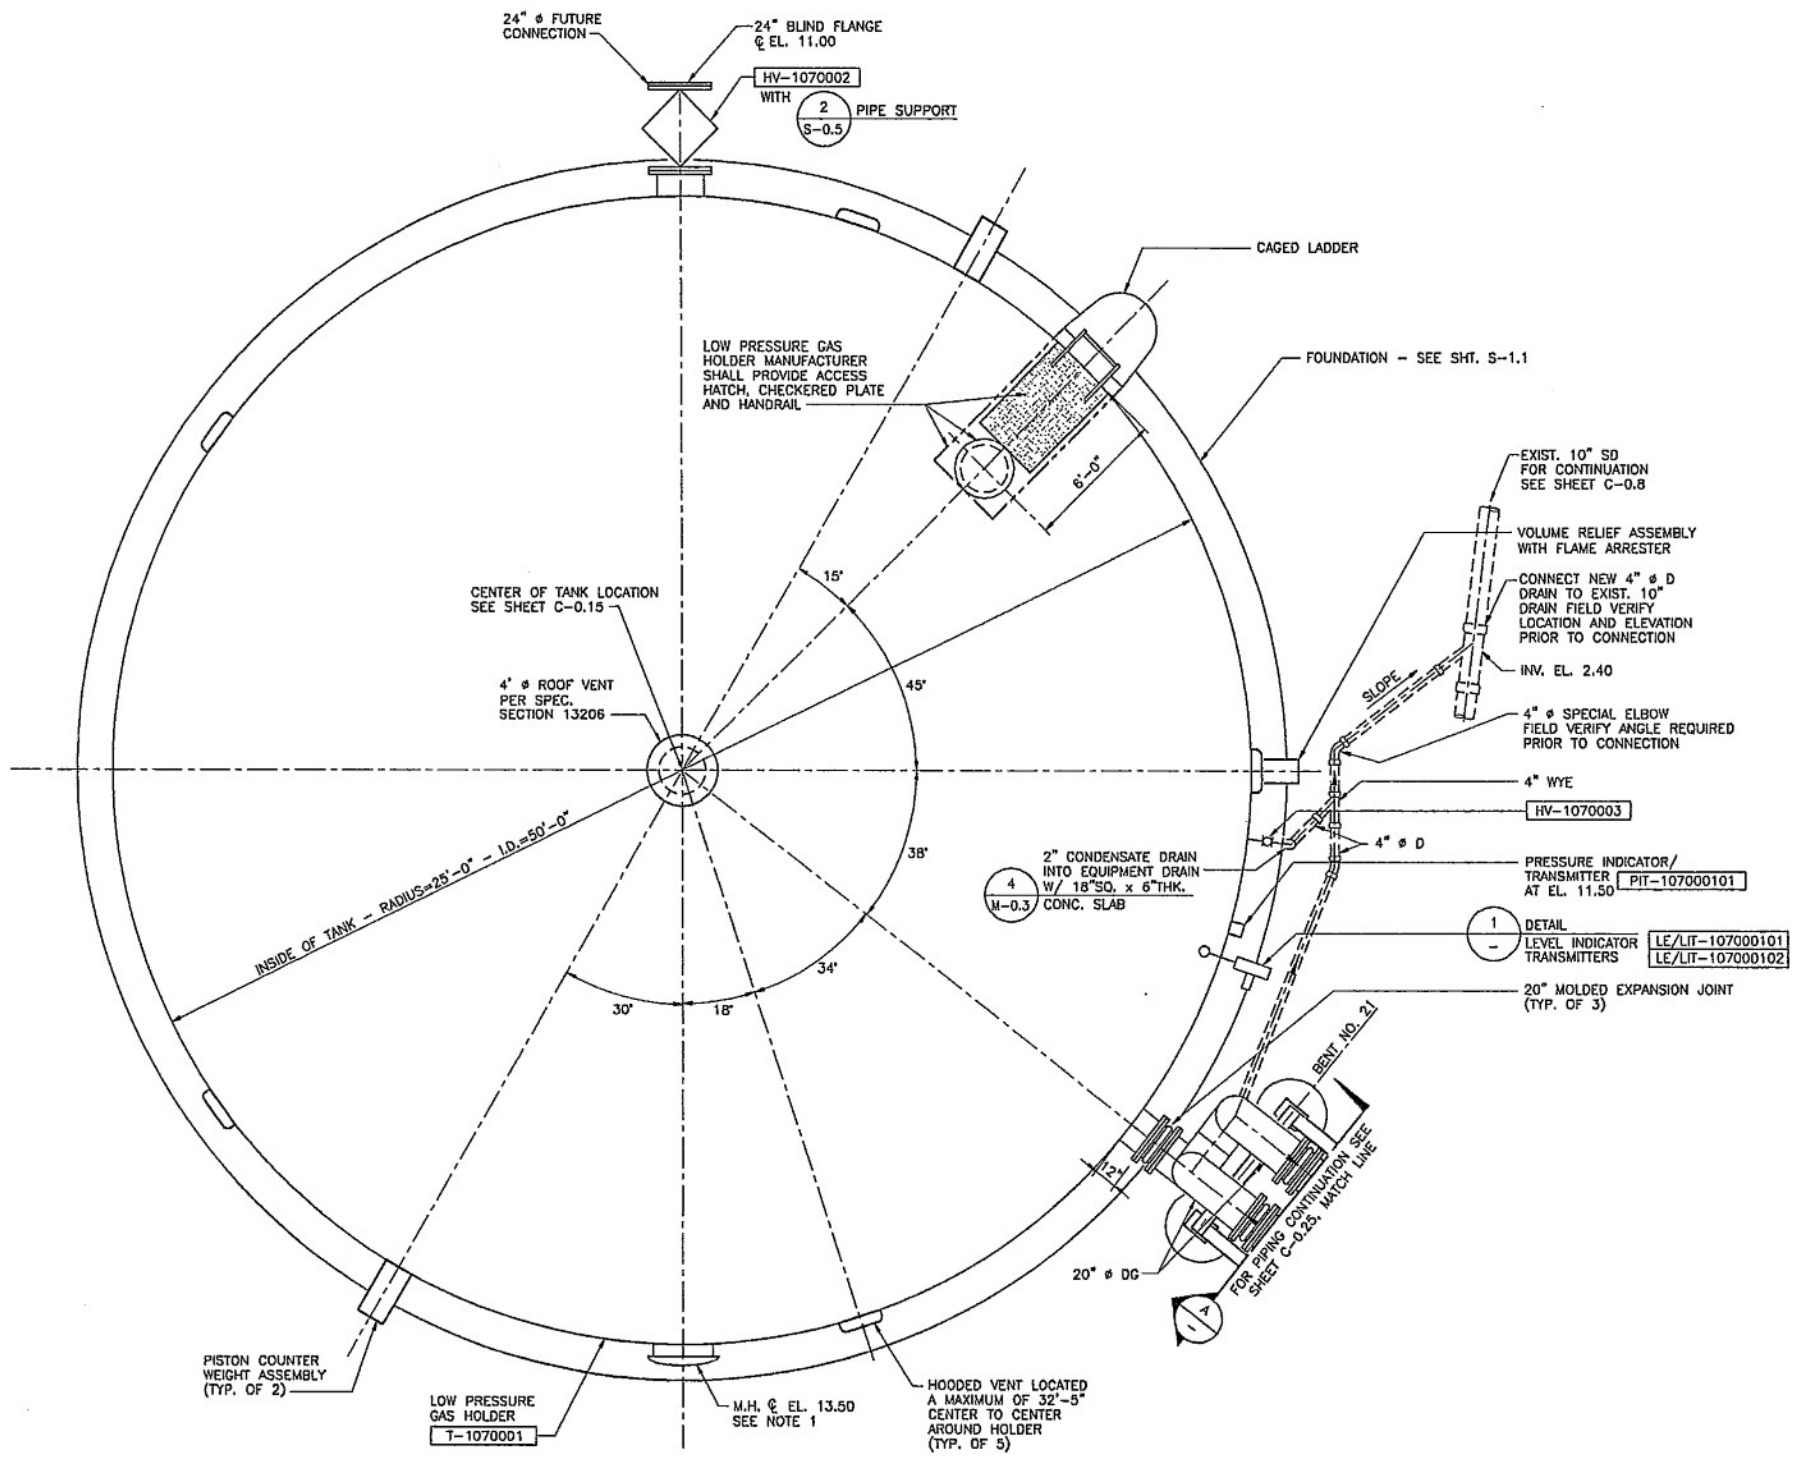 24" ø FUTURE
CONNECTION
24" BLIND FLANGE
℄ EL. 11.00
HV-1070002
WITH
2
S-0.5
PIPE SUPPORT
CAGED LADDER
LOW PRESSURE GAS
HOLDER MANUFACTURER
SHALL PROVIDE ACCESS
HATCH, CHECKERED PLATE
AND HANDRAIL
FOUNDATION - SEE SHT. S-1.1
6'-0"
EXIST. 10" SD
FOR CONTINUATION
SEE SHEET C-0.8
VOLUME RELIEF ASSEMBLY
WITH FLAME ARRESTER
CONNECT NEW 4" ø D
DRAIN TO EXIST. 10"
DRAIN FIELD VERIFY
LOCATION AND ELEVATION
PRIOR TO CONNECTION
INV. EL. 2.40
SLOPE
4" ø SPECIAL ELBOW
FIELD VERIFY ANGLE REQUIRED
PRIOR TO CONNECTION
CENTER OF TANK LOCATION
SEE SHEET C-0.15
4' ø ROOF VENT
PER SPEC.
SECTION 13206
15°
45°
38°
34°
18°
30°
INSIDE OF TANK - RADIUS=25'-0" - I.D.=50'-0"
4" WYE
HV-1070003
4" ø D
2" CONDENSATE DRAIN
INTO EQUIPMENT DRAIN
W/ 18"SQ. x 6"THK.
CONC. SLAB
4
M-0.3
PRESSURE INDICATOR/
TRANSMITTER
AT EL. 11.50
PIT-107000101
1
-
DETAIL
LEVEL INDICATOR
TRANSMITTERS
LE/LIT-107000101
LE/LIT-107000102
20" MOLDED EXPANSION JOINT
(TYP. OF 3)
BENT NO. 21
12"
20" ø DG
FOR PIPING CONTINUATION SEE
SHEET C-0.25, MATCH LINE
A
-
PISTON COUNTER
WEIGHT ASSEMBLY
(TYP. OF 2)
LOW PRESSURE
GAS HOLDER
T-1070001
M.H. ℄ EL. 13.50
SEE NOTE 1
HOODED VENT LOCATED
A MAXIMUM OF 32'-5"
CENTER TO CENTER
AROUND HOLDER
(TYP. OF 5)